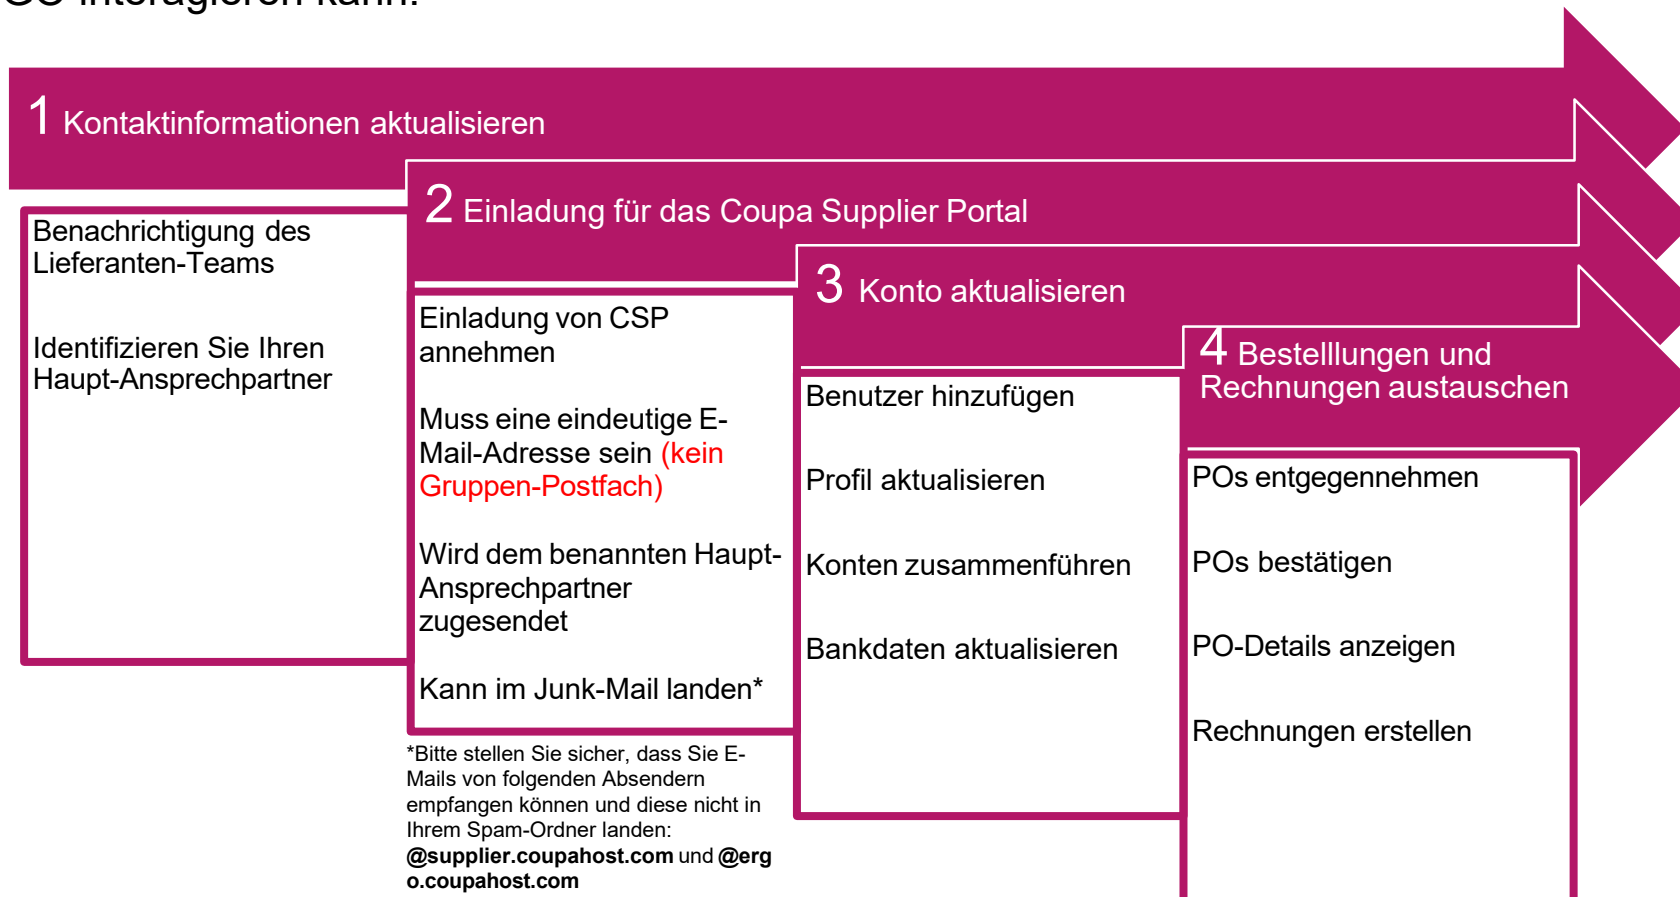 interagieren kann.
1 Kontaktinformationen aktualisieren
Benachrichtigung des
Lieferanten-Teams
Identifizieren Sie Ihren
Haupt-Ansprechpartner
2 Einladung für das Coupa Supplier Portal
Einladung von CSP
annehmen
Muss eine eindeutige E-
Mail-Adresse sein (kein
Gruppen-Postfach)
Wird dem benannten Haupt-
Ansprechpartner
zugesendet
Kann im Junk-Mail landen*
*Bitte stellen Sie sicher, dass Sie E-
Mails von folgenden Absendern
empfangen können und diese nicht in
Ihrem Spam-Ordner landen:
@supplier.coupahost.com und @erg
o.coupahost.com
3 Konto aktualisieren
Benutzer hinzufügen
Profil aktualisieren
Konten zusammenführen
Bankdaten aktualisieren
4 Bestelllungen und
Rechnungen austauschen
POs entgegennehmen
POs bestätigen
PO-Details anzeigen
Rechnungen erstellen